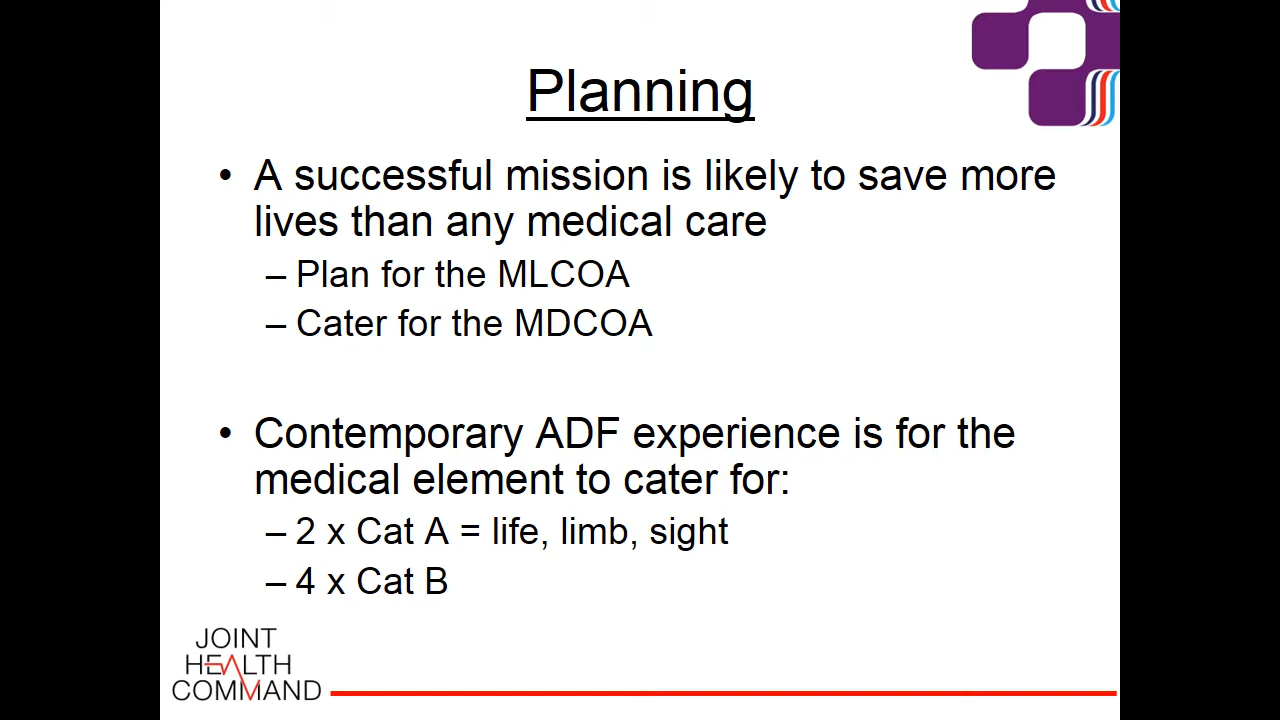 Planning
• A successful mission is likely to save more
lives than any medical care
– Plan for the MLCOA
– Cater for the MDCOA
• Contemporary ADF experience is for the
medical element to cater for:
– 2 x Cat A = life, limb, sight
– 4 x Cat B
JOINT
HEALTH
COMMAND